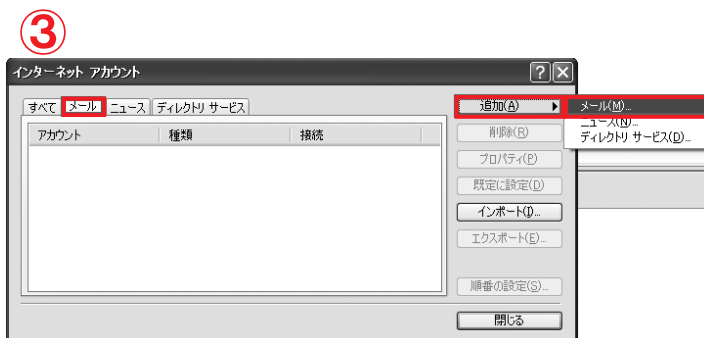 ③
インターネット アカウント
すべて メール ニュース ディレクトリ サービス
アカウント 種類 接続
追加(A)
メール(M)...
ニュース(N)...
ディレクトリ サービス(D)...
削除(R)
プロパティ(P)
既定に設定(D)
インポート(I)...
エクスポート(E)...
順番の設定(S)...
閉じる